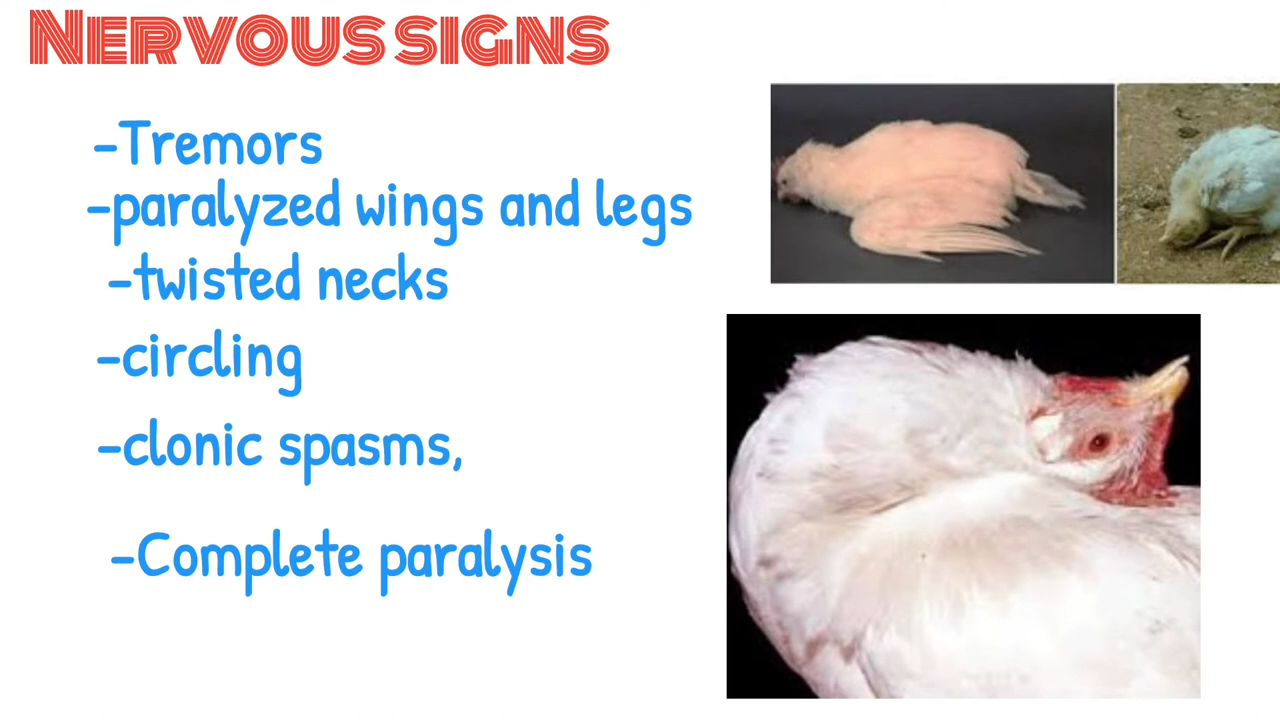 NERVOUS SIGNS
-Tremors
-paralyzed wings and legs
-twisted necks
-circling
-clonic spasms,
-Complete paralysis